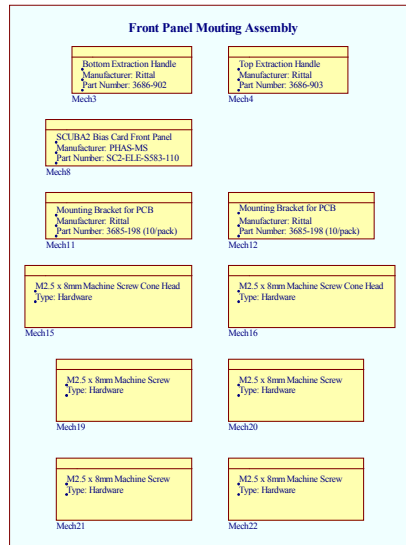 Front Panel Mouting Assembly
Bottom Extraction Handle
Manufacturer: Rittal
Part Number: 3686-902
Mech3
Top Extraction Handle
Manufacturer: Rittal
Part Number: 3686-903
Mech4
SCUBA2 Bias Card Front Panel
Manufacturer: PHAS-MS
Part Number: SC2-ELE-S583-110
Mech8
Mounting Bracket for PCB
Manufacturer: Rittal
Part Number: 3685-198 (10/pack)
Mech11
Mounting Bracket for PCB
Manufacturer: Rittal
Part Number: 3685-198 (10/pack)
Mech12
M2.5 x 8mm Machine Screw Cone Head
Type: Hardware
Mech15
M2.5 x 8mm Machine Screw Cone Head
Type: Hardware
Mech16
M2.5 x 8mm Machine Screw
Type: Hardware
Mech19
M2.5 x 8mm Machine Screw
Type: Hardware
Mech20
M2.5 x 8mm Machine Screw
Type: Hardware
Mech21
M2.5 x 8mm Machine Screw
Type: Hardware
Mech22